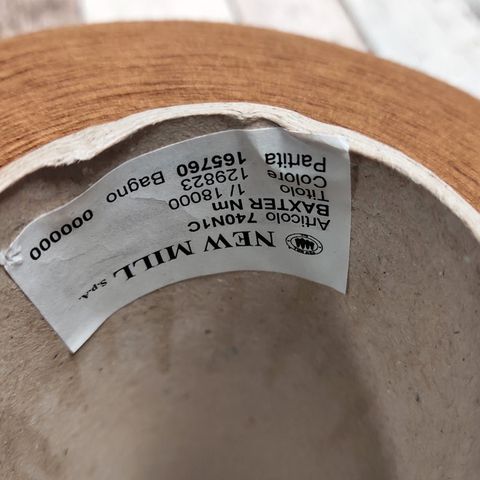 NEW MILL S.p.A.
Articolo 740N1C
BAXTER Nm
Titolo 1/ 18000
Colore 129823
Partita 165760 Bagno 000000